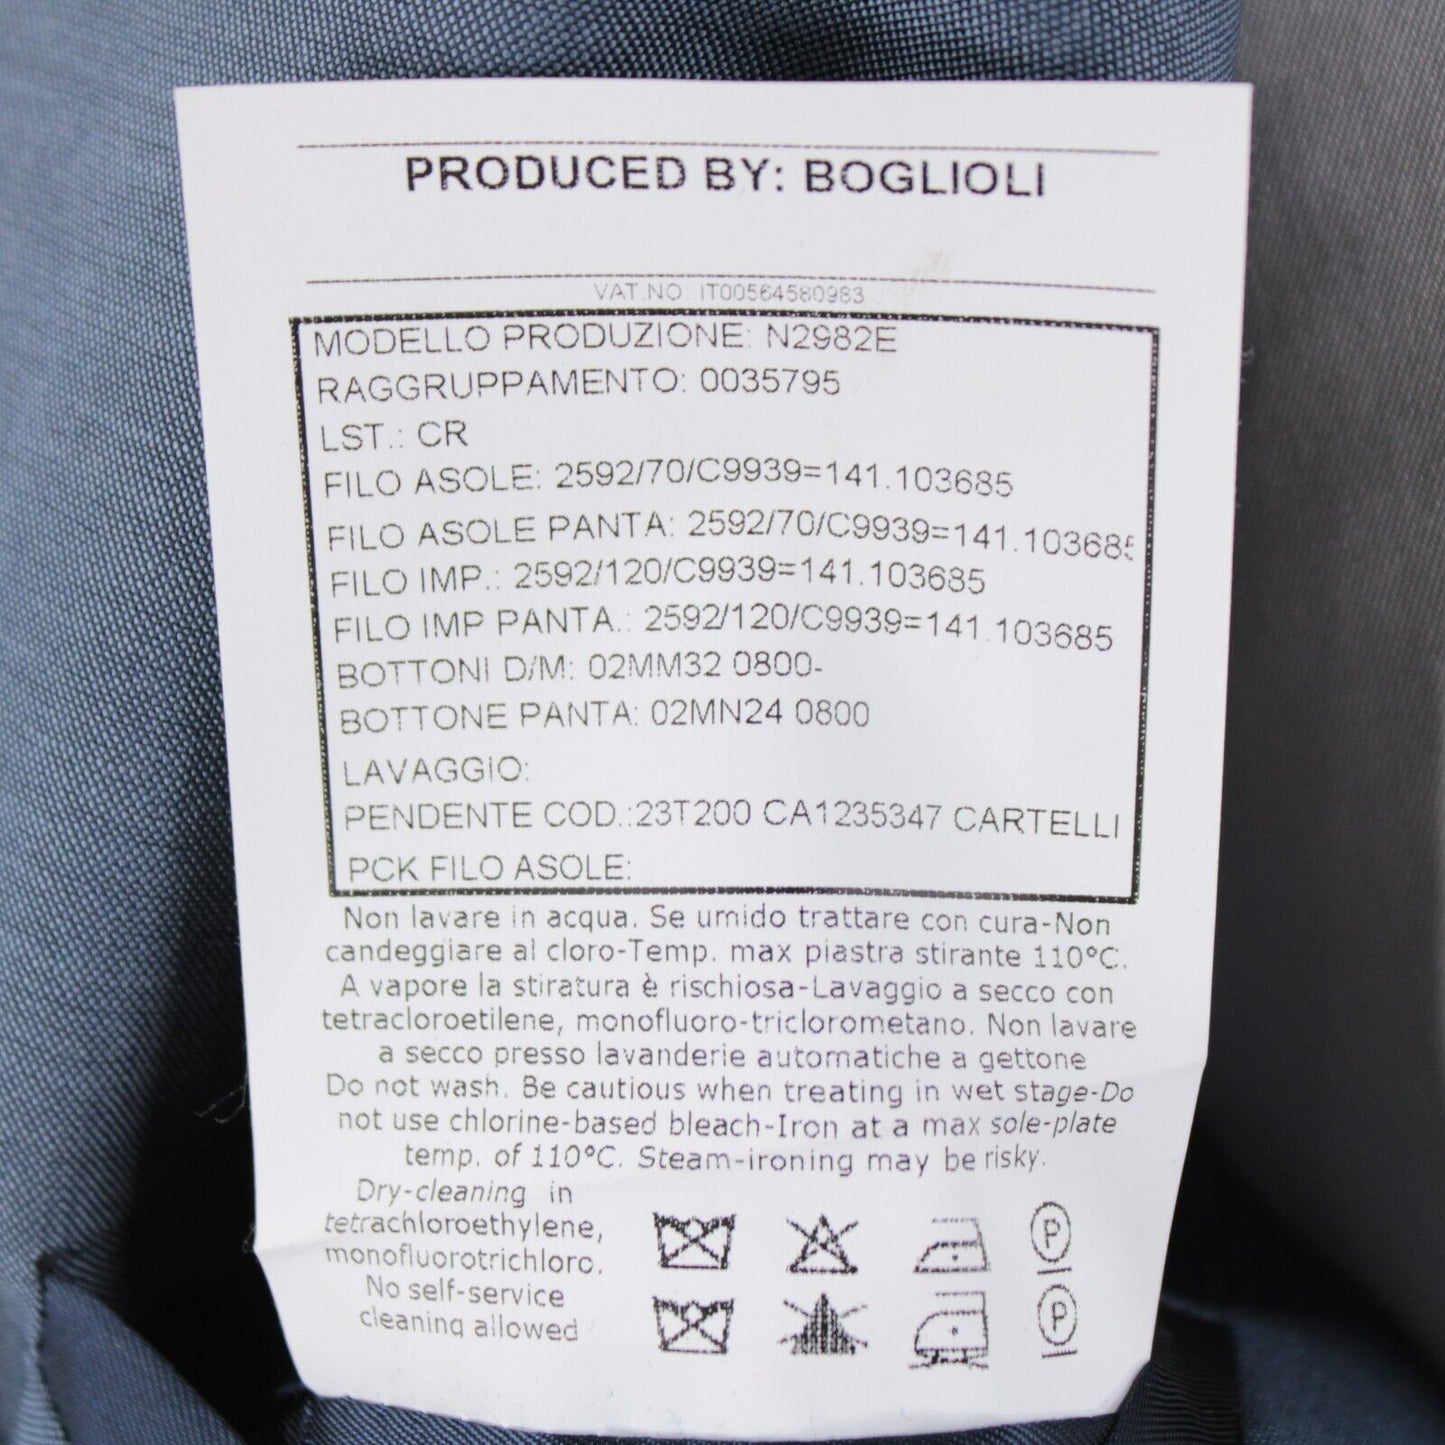 PRODUCED BY: BOGLIOLI
VAT.NO: IT00564580983
MODELLO PRODUZIONE: N2982E
RAGGRUPPAMENTO: 0035795
LST.: CR
FILO ASOLE: 2592/70/C9939=141.103685
FILO ASOLE PANTA: 2592/70/C9939=141.103685
FILO IMP.: 2592/120/C9939=141.103685
FILO IMP PANTA.: 2592/120/C9939=141.103685
BOTTONI D/M: 02MM32 0800-
BOTTONE PANTA: 02MN24 0800
LAVAGGIO:
PENDENTE COD.:23T200 CA1235347 CARTELLI
PCK FILO ASOLE:
Non lavare in acqua. Se umido trattare con cura-Non
candeggiare al cloro-Temp. max piastra stirante 110°C.
A vapore la stiratura è rischiosa-Lavaggio a secco con
tetracloroetilene, monofluoro-triclorometano. Non lavare
a secco presso lavanderie automatiche a gettone
Do not wash. Be cautious when treating in wet stage-Do
not use chlorine-based bleach-Iron at a max sole-plate
temp. of 110°C. Steam-ironing may be risky.
Dry-cleaning in
tetrachloroethylene,
monofluorotrichloro.
No self-service
cleaning allowed
P
P